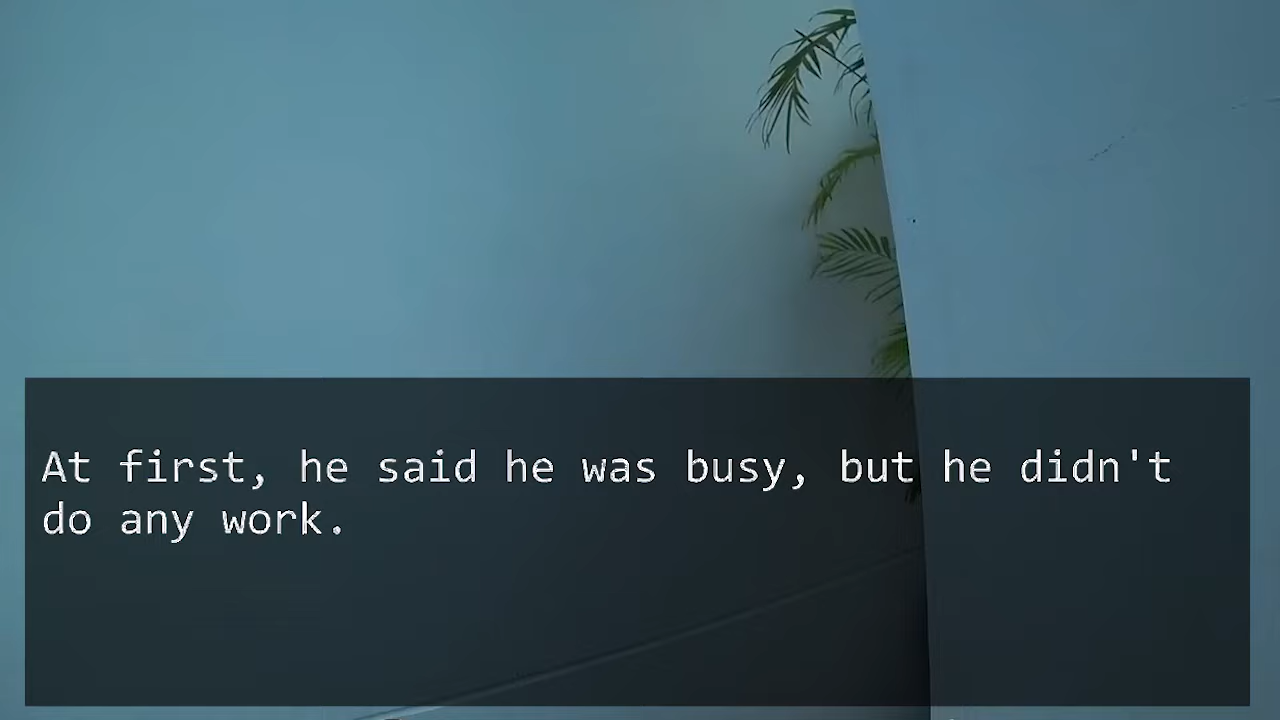 At first, he said he was busy, but he didn't
do any work.